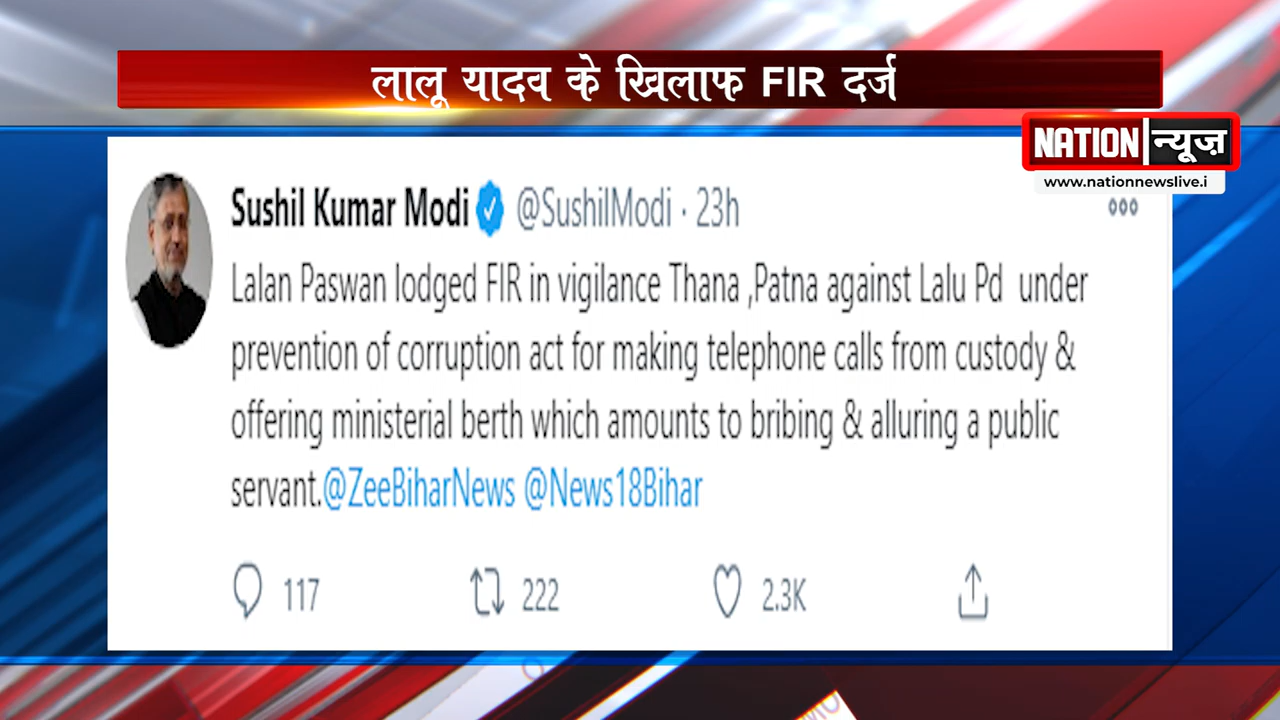 लालू यादव के खिलाफ FIR दर्ज
NATION न्यूज़
www.nationnewslive.i
Sushil Kumar Modi @SushilModi · 23h
Lalan Paswan lodged FIR in vigilance Thana ,Patna against Lalu Pd under
prevention of corruption act for making telephone calls from custody &
offering ministerial berth which amounts to bribing & alluring a public
servant.@ZeeBiharNews @News18Bihar
117 222 2.3K